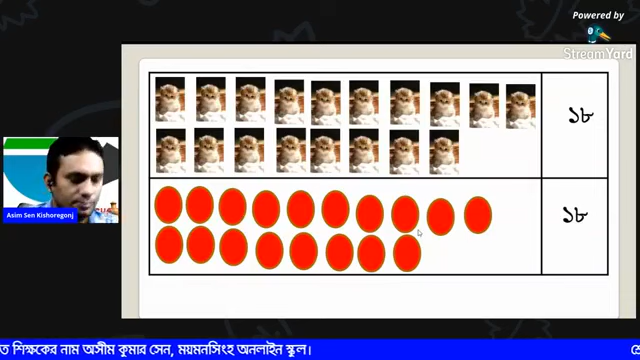 Powered by
StreamYard
১৮
১৮
Asim Sen Kishoregonj
ত শিক্ষকের নাম অসীম কুমার সেন, ময়মনসিংহ অনলাইন স্কুল।